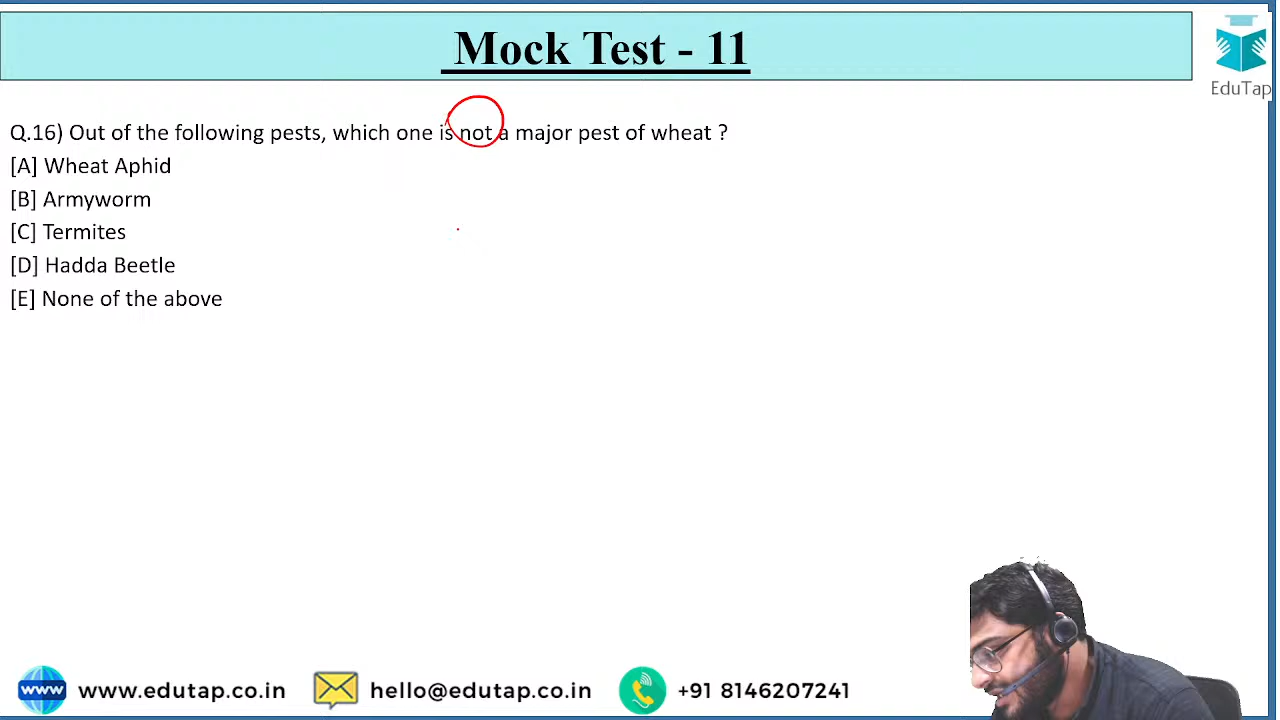 Mock Test - 11
EduTap
Q.16) Out of the following pests, which one is not a major pest of wheat ?
[A] Wheat Aphid
[B] Armyworm
[C] Termites
[D] Hadda Beetle
[E] None of the above
www www.edutap.co.in hello@edutap.co.in +91 8146207241